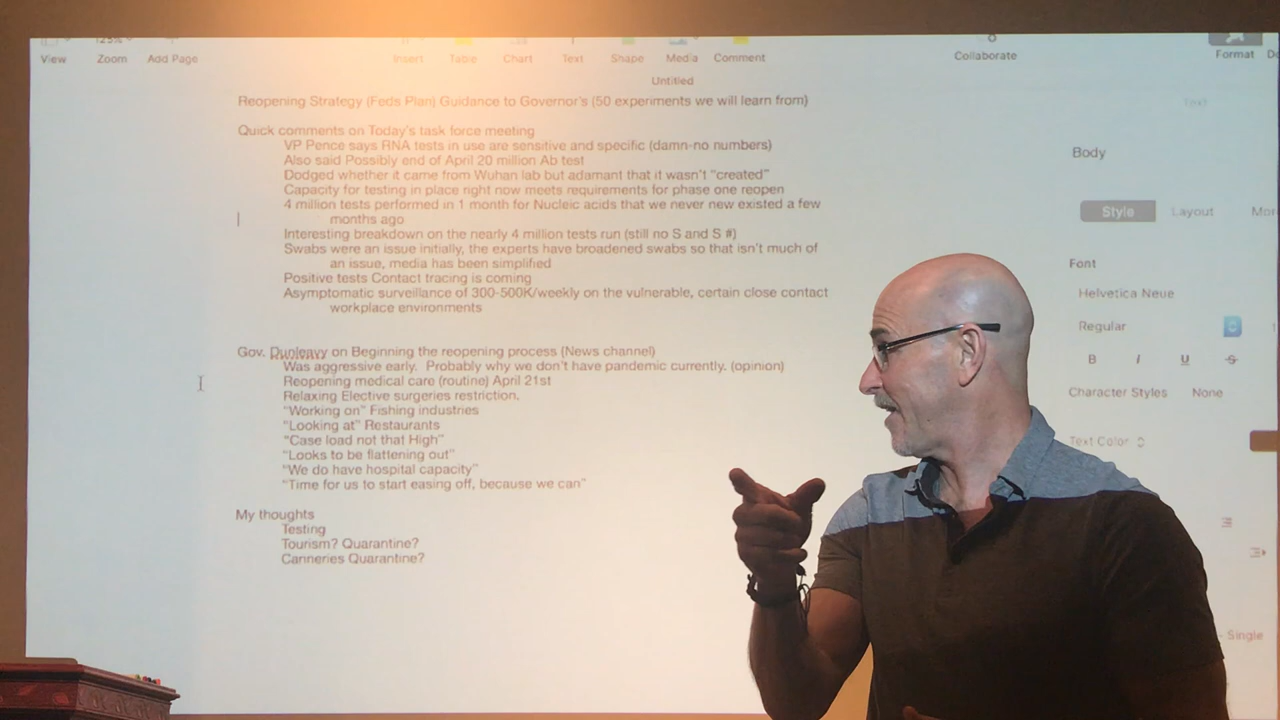 125%
View
Zoom
Add Page
Insert
Table
Chart
Text
Shape
Media
Comment
Collaborate
Format
Untitled
Reopening Strategy (Feds Plan) Guidance to Governor's (50 experiments we will learn from)
Text
Quick comments on Today's task force meeting
VP Pence says RNA tests in use are sensitive and specific (damn-no numbers)
Also said Possibly end of April 20 million Ab test
Dodged whether it came from Wuhan lab but adamant that it wasn't "created"
Capacity for testing in place right now meets requirements for phase one reopen
4 million tests performed in 1 month for Nucleic acids that we never new existed a few
months ago
Interesting breakdown on the nearly 4 million tests run (still no S and S #)
Swabs were an issue initially, the experts have broadened swabs so that isn't much of
an issue, media has been simplified
Positive tests Contact tracing is coming
Asymptomatic surveillance of 300-500K/weekly on the vulnerable, certain close contact
workplace environments
Gov. Dunleavy on Beginning the reopening process (News channel)
Was aggressive early. Probably why we don't have pandemic currently. (opinion)
Reopening medical care (routine) April 21st
Relaxing Elective surgeries restriction.
"Working on" Fishing industries
"Looking at" Restaurants
"Case load not that High"
"Looks to be flattening out"
"We do have hospital capacity"
"Time for us to start easing off, because we can"
My thoughts
Testing
Tourism? Quarantine?
Canneries Quarantine?
Body
Style
Layout
Mor
Font
Helvetica Neue
Regular
B
I
U
S
Character Styles
None
Text Color
Single